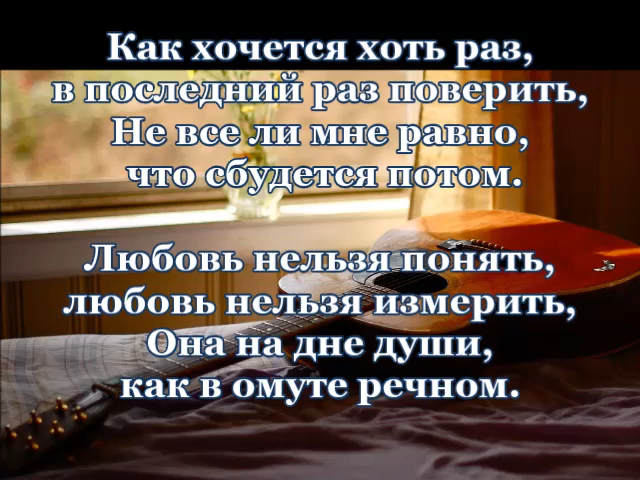 Как хочется хоть раз,
в последний раз поверить,
Не все ли мне равно,
что сбудется потом.
Любовь нельзя понять,
любовь нельзя измерить,
Она на дне души,
как в омуте речном.